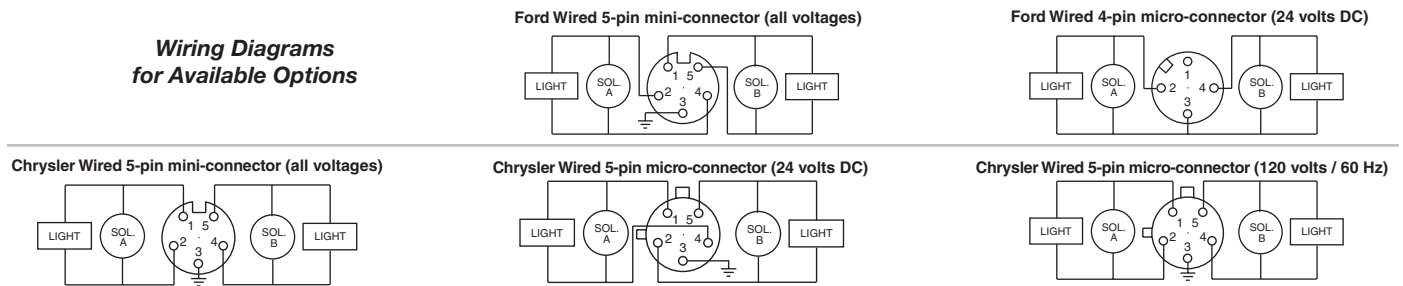 Wiring Diagrams
for Available Options
Ford Wired 5-pin mini-connector (all voltages)
LIGHT
SOL.
A
1 5
2 4
3
SOL.
B
LIGHT
Ford Wired 4-pin micro-connector (24 volts DC)
LIGHT
SOL.
A
1
2 4
3
SOL.
B
LIGHT
Chrysler Wired 5-pin mini-connector (all voltages)
LIGHT
SOL.
A
1 5
2 4
3
SOL.
B
LIGHT
Chrysler Wired 5-pin micro-connector (24 volts DC)
LIGHT
SOL.
A
1 5
2 4
3
SOL.
B
LIGHT
Chrysler Wired 5-pin micro-connector (120 volts / 60 Hz)
LIGHT
SOL.
A
1 5
2 4
3
SOL.
B
LIGHT